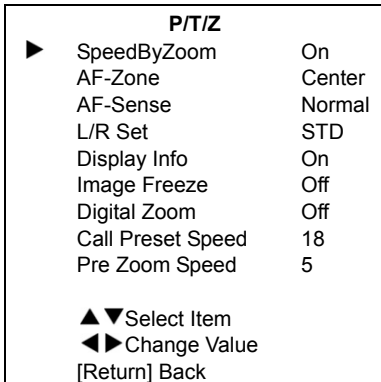 P/T/Z
▶ SpeedByZoom On
AF-Zone Center
AF-Sense Normal
L/R Set STD
Display Info On
Image Freeze Off
Digital Zoom Off
Call Preset Speed 18
Pre Zoom Speed 5
▲▼Select Item
◀▶Change Value
[Return] Back